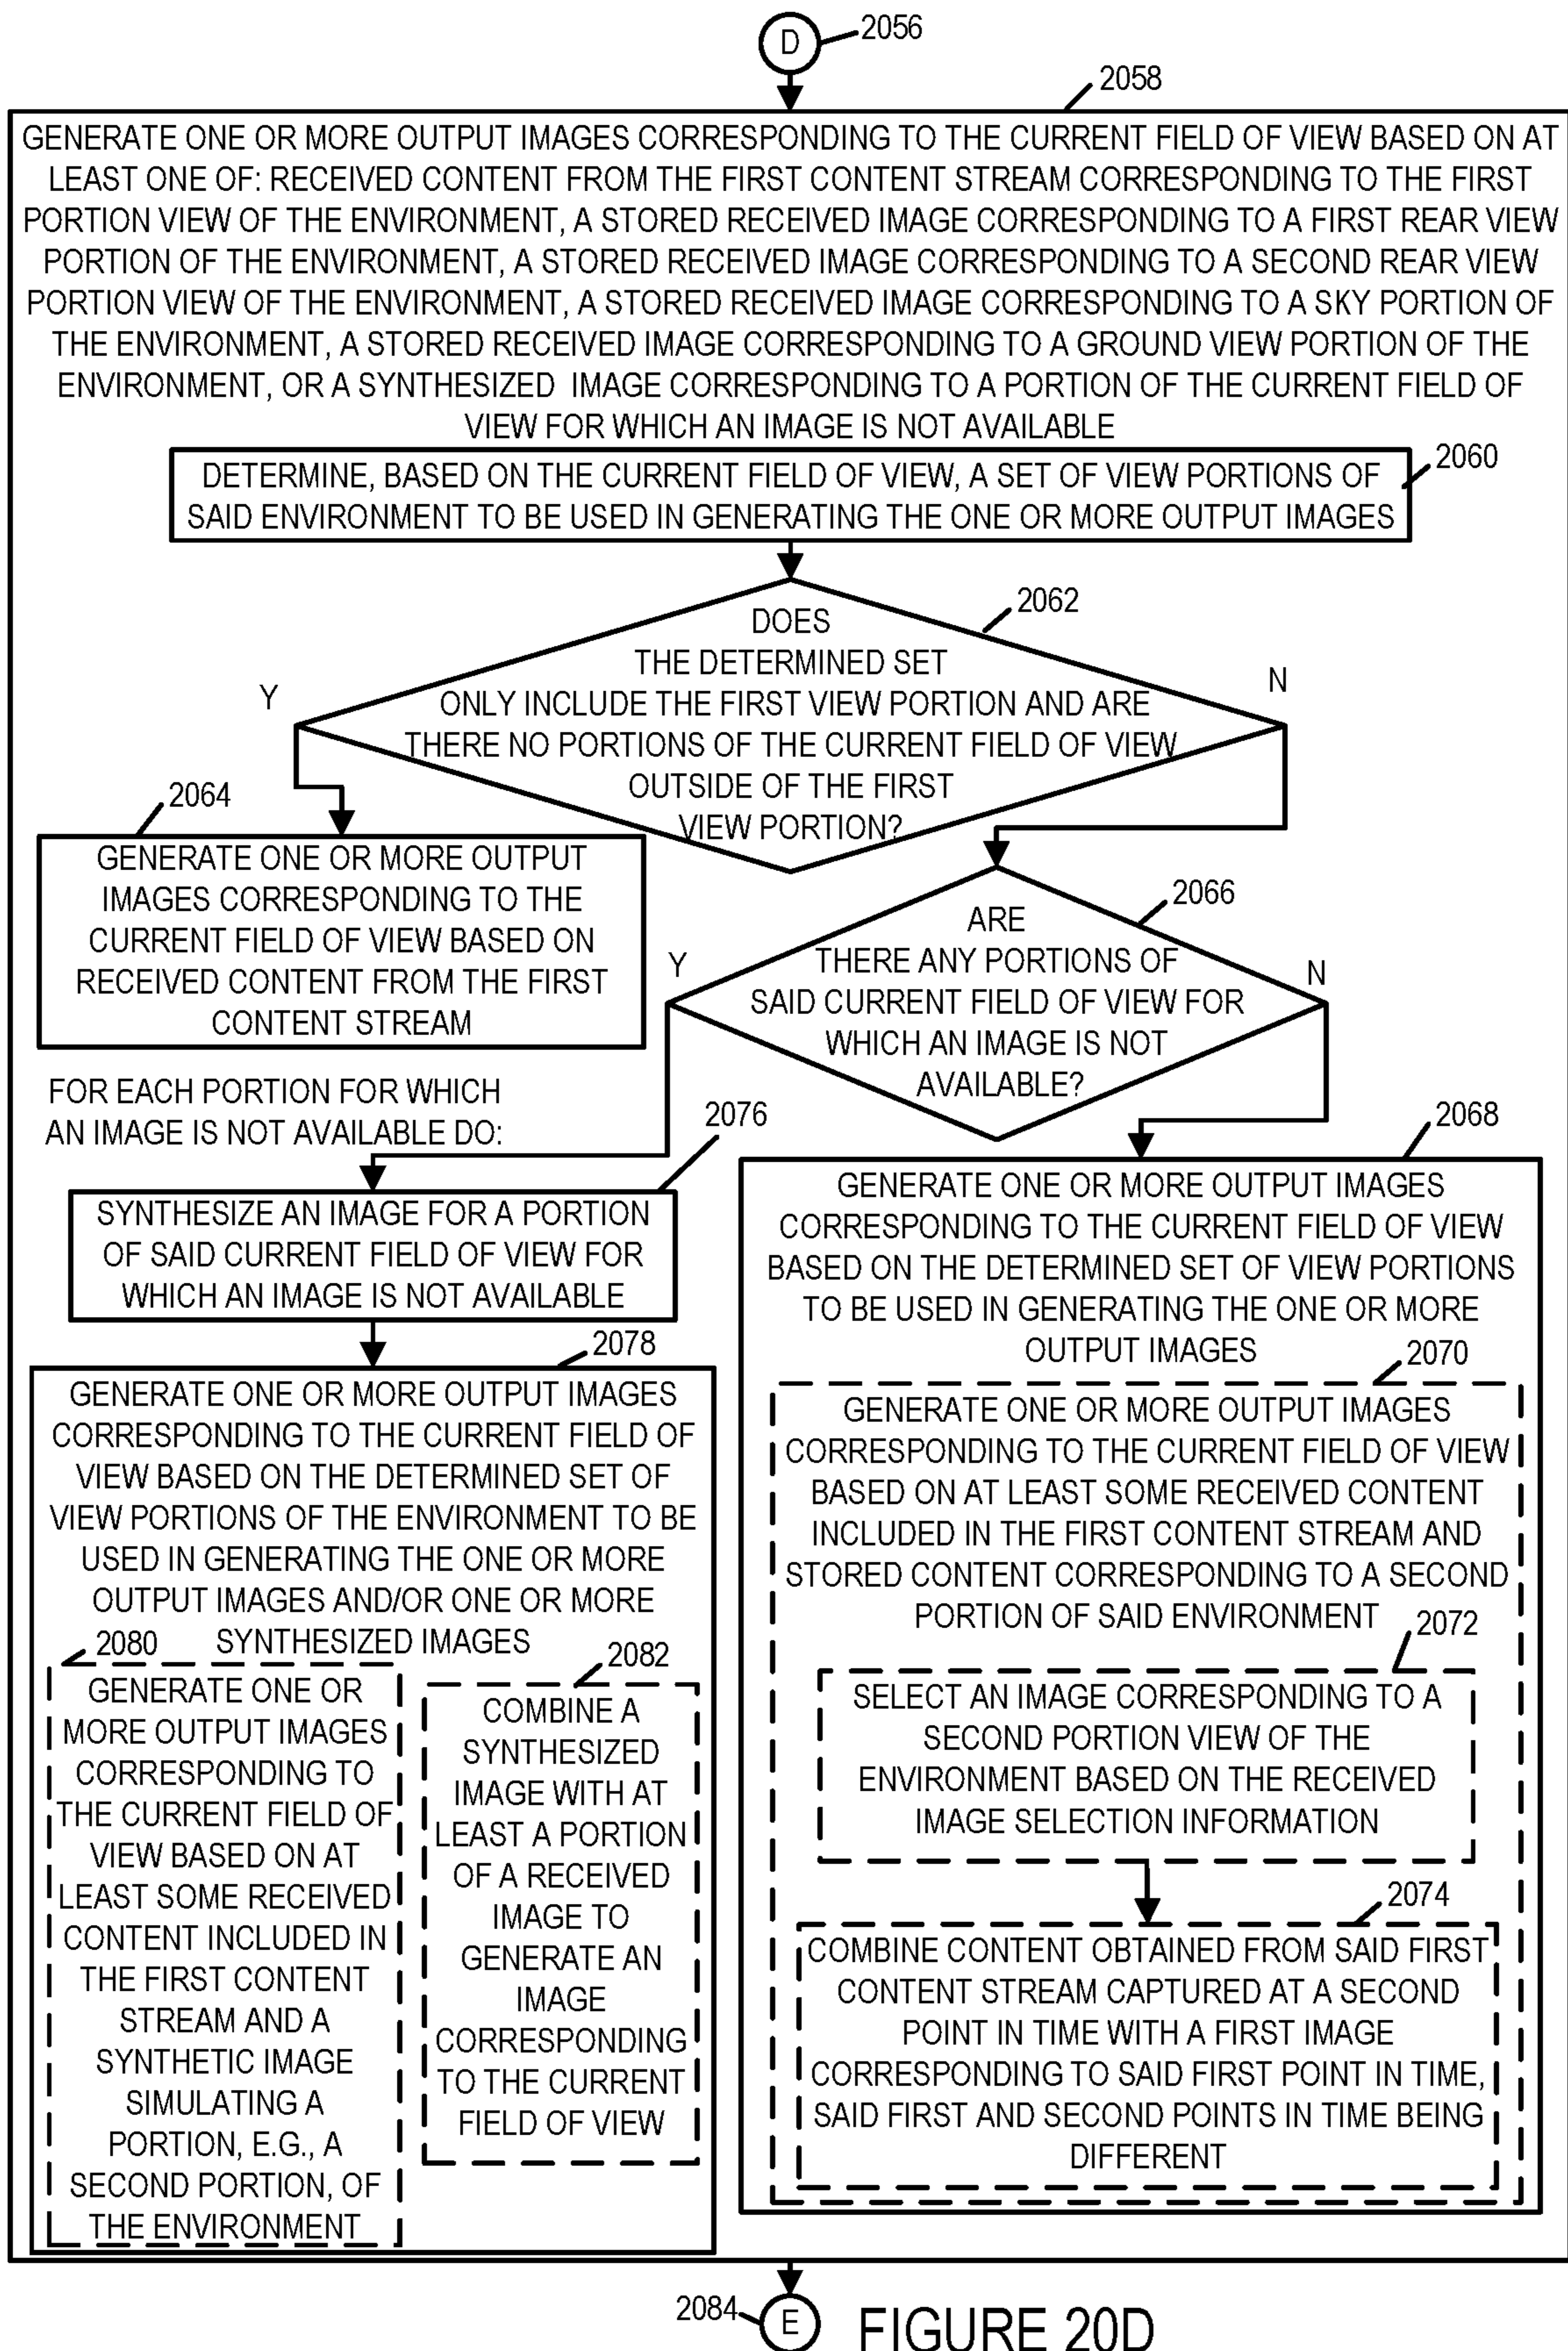 D
2056
2058
GENERATE ONE OR MORE OUTPUT IMAGES CORRESPONDING TO THE CURRENT FIELD OF VIEW BASED ON AT
LEAST ONE OF: RECEIVED CONTENT FROM THE FIRST CONTENT STREAM CORRESPONDING TO THE FIRST
PORTION VIEW OF THE ENVIRONMENT, A STORED RECEIVED IMAGE CORRESPONDING TO A FIRST REAR VIEW
PORTION OF THE ENVIRONMENT, A STORED RECEIVED IMAGE CORRESPONDING TO A SECOND REAR VIEW
PORTION VIEW OF THE ENVIRONMENT, A STORED RECEIVED IMAGE CORRESPONDING TO A SKY PORTION OF
THE ENVIRONMENT, A STORED RECEIVED IMAGE CORRESPONDING TO A GROUND VIEW PORTION OF THE
ENVIRONMENT, OR A SYNTHESIZED IMAGE CORRESPONDING TO A PORTION OF THE CURRENT FIELD OF
VIEW FOR WHICH AN IMAGE IS NOT AVAILABLE
2060
DETERMINE, BASED ON THE CURRENT FIELD OF VIEW, A SET OF VIEW PORTIONS OF
SAID ENVIRONMENT TO BE USED IN GENERATING THE ONE OR MORE OUTPUT IMAGES
2062
DOES
THE DETERMINED SET
ONLY INCLUDE THE FIRST VIEW PORTION AND ARE
THERE NO PORTIONS OF THE CURRENT FIELD OF VIEW
OUTSIDE OF THE FIRST
VIEW PORTION?
Y
N
2064
GENERATE ONE OR MORE OUTPUT
IMAGES CORRESPONDING TO THE
CURRENT FIELD OF VIEW BASED ON
RECEIVED CONTENT FROM THE FIRST
CONTENT STREAM
2066
ARE
THERE ANY PORTIONS OF
SAID CURRENT FIELD OF VIEW FOR
WHICH AN IMAGE IS NOT
AVAILABLE?
Y
N
FOR EACH PORTION FOR WHICH
AN IMAGE IS NOT AVAILABLE DO:
2076
SYNTHESIZE AN IMAGE FOR A PORTION
OF SAID CURRENT FIELD OF VIEW FOR
WHICH AN IMAGE IS NOT AVAILABLE
2078
GENERATE ONE OR MORE OUTPUT IMAGES
CORRESPONDING TO THE CURRENT FIELD OF
VIEW BASED ON THE DETERMINED SET OF
VIEW PORTIONS OF THE ENVIRONMENT TO BE
USED IN GENERATING THE ONE OR MORE
OUTPUT IMAGES AND/OR ONE OR MORE
SYNTHESIZED IMAGES
2080
GENERATE ONE OR
MORE OUTPUT IMAGES
CORRESPONDING TO
THE CURRENT FIELD OF
VIEW BASED ON AT
LEAST SOME RECEIVED
CONTENT INCLUDED IN
THE FIRST CONTENT
STREAM AND A
SYNTHETIC IMAGE
SIMULATING A
PORTION, E.G., A
SECOND PORTION, OF
THE ENVIRONMENT
2082
COMBINE A
SYNTHESIZED
IMAGE WITH AT
LEAST A PORTION
OF A RECEIVED
IMAGE TO
GENERATE AN
IMAGE
CORRESPONDING
TO THE CURRENT
FIELD OF VIEW
2068
GENERATE ONE OR MORE OUTPUT IMAGES
CORRESPONDING TO THE CURRENT FIELD OF VIEW
BASED ON THE DETERMINED SET OF VIEW PORTIONS
TO BE USED IN GENERATING THE ONE OR MORE
OUTPUT IMAGES
2070
GENERATE ONE OR MORE OUTPUT IMAGES
CORRESPONDING TO THE CURRENT FIELD OF VIEW
BASED ON AT LEAST SOME RECEIVED CONTENT
INCLUDED IN THE FIRST CONTENT STREAM AND
STORED CONTENT CORRESPONDING TO A SECOND
PORTION OF SAID ENVIRONMENT
2072
SELECT AN IMAGE CORRESPONDING TO A
SECOND PORTION VIEW OF THE
ENVIRONMENT BASED ON THE RECEIVED
IMAGE SELECTION INFORMATION
2074
COMBINE CONTENT OBTAINED FROM SAID FIRST
CONTENT STREAM CAPTURED AT A SECOND
POINT IN TIME WITH A FIRST IMAGE
CORRESPONDING TO SAID FIRST POINT IN TIME,
SAID FIRST AND SECOND POINTS IN TIME BEING
DIFFERENT
2084
E
FIGURE 20D